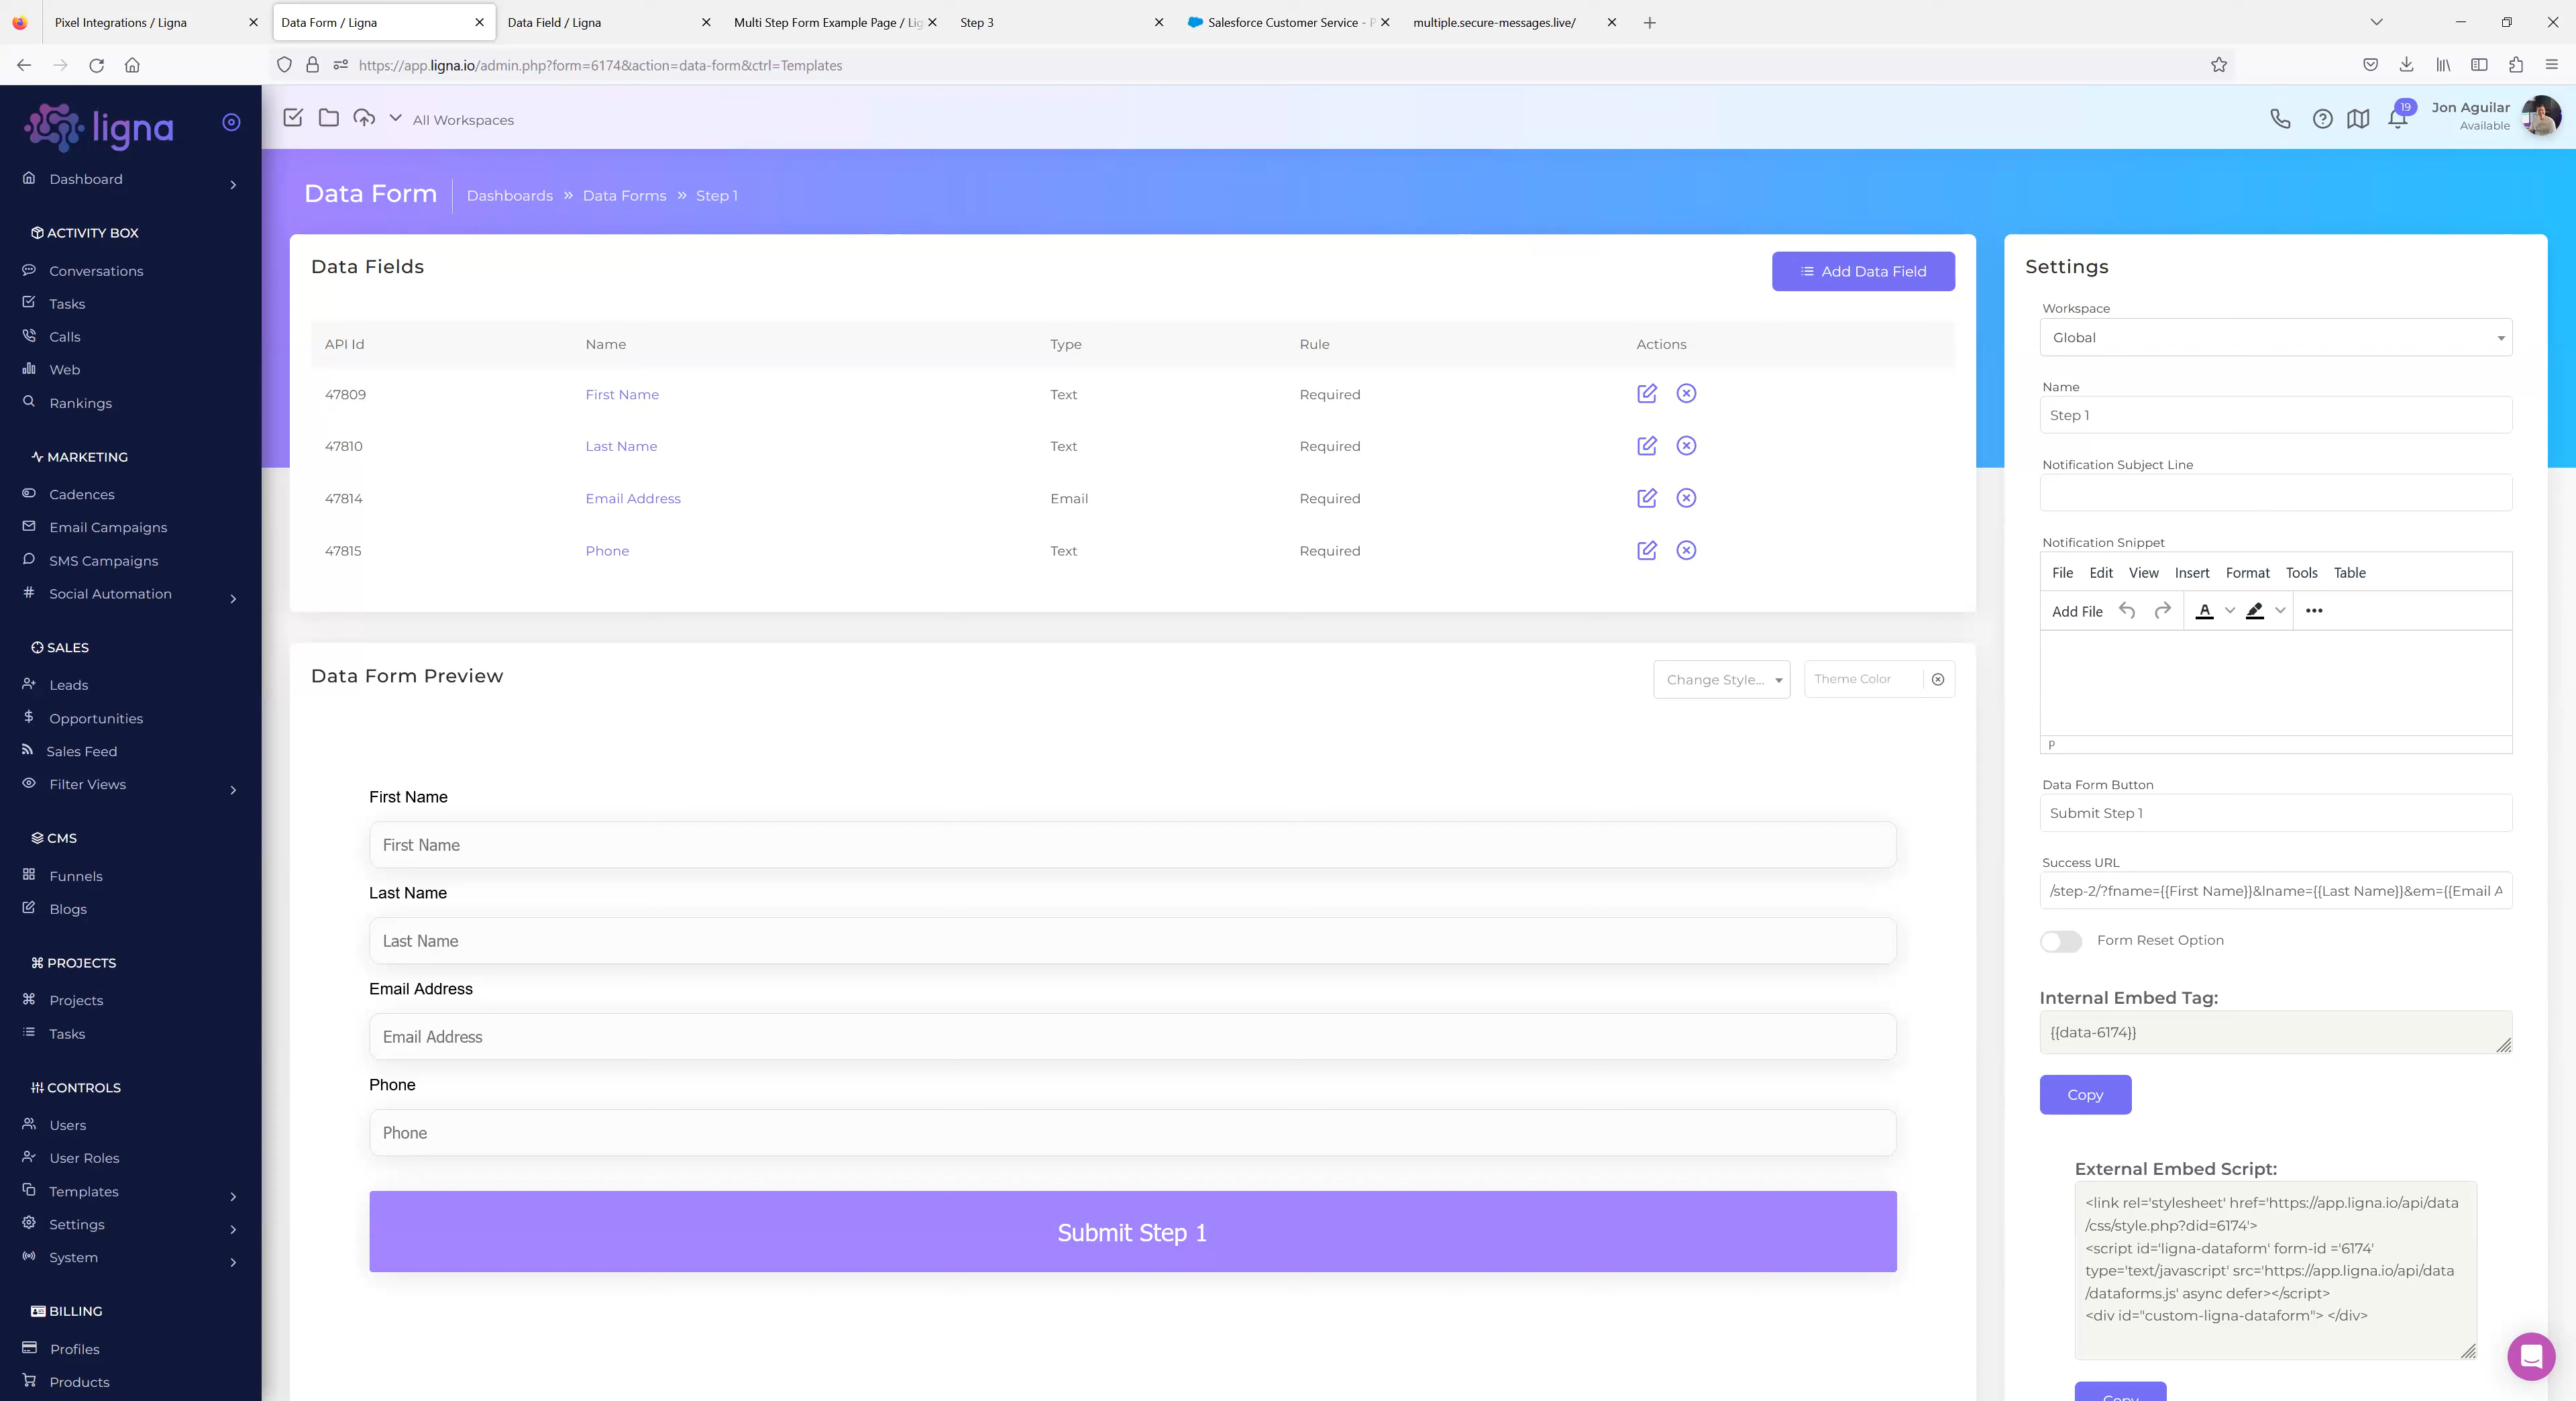 Pixel Integrations / Ligna
Data Form / Ligna
Data Field / Ligna
Multi Step Form Example Page / Lig
Step 3
Salesforce Customer Service - P
multiple.secure-messages.live/
https://app.ligna.io/admin.php?form=6174&action=data-form&ctrl=Templates
ligna
All Workspaces
19
Jon Aguilar
Available
Dashboard
ACTIVITY BOX
Conversations
Tasks
Calls
Web
Rankings
MARKETING
Cadences
Email Campaigns
SMS Campaigns
Social Automation
SALES
Leads
Opportunities
Sales Feed
Filter Views
CMS
Funnels
Blogs
PROJECTS
Projects
Tasks
CONTROLS
Users
User Roles
Templates
Settings
System
BILLING
Profiles
Products
Data Form
Dashboards » Data Forms » Step 1
Data Fields
Add Data Field
API Id Name Type Rule Actions
47809 First Name Text Required
47810 Last Name Text Required
47814 Email Address Email Required
47815 Phone Text Required
Data Form Preview
Change Style...
Theme Color
First Name
First Name
Last Name
Last Name
Email Address
Email Address
Phone
Phone
Submit Step 1
Settings
Workspace
Global
Name
Step 1
Notification Subject Line
Notification Snippet
File Edit View Insert Format Tools Table
Add File A
P
Data Form Button
Submit Step 1
Success URL
/step-2/?fname={{First Name}}&lname={{Last Name}}&em={{Email A
Form Reset Option
Internal Embed Tag:
{{data-6174}}
Copy
External Embed Script:
<link rel='stylesheet' href='https://app.ligna.io/api/data
/css/style.php?did=6174'>
<script id='ligna-dataform' form-id ='6174'
type='text/javascript' src='https://app.ligna.io/api/data
/dataforms.js' async defer></script>
<div id="custom-ligna-dataform"> </div>
Copy